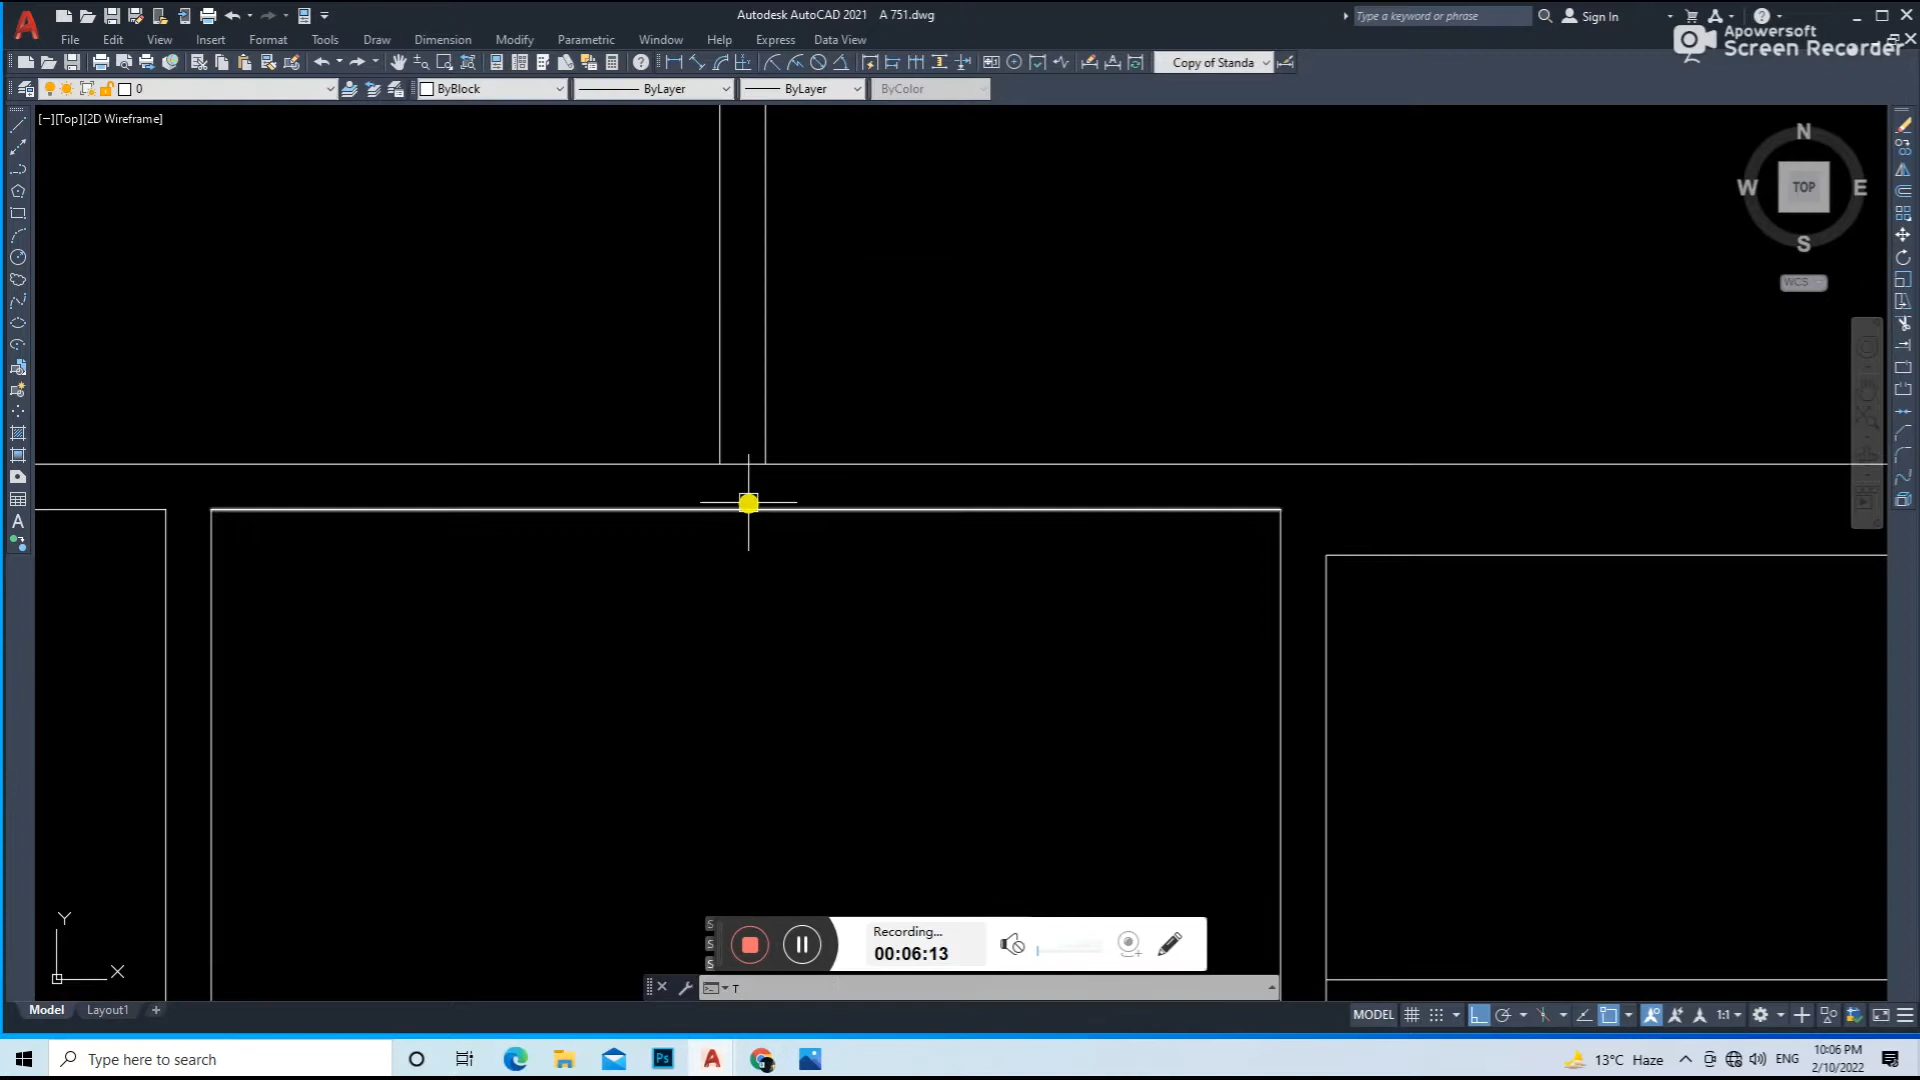 Autodesk AutoCAD 2021 A 751.dwg
Type a keyword or phrase
Sign In
File Edit View Insert Format Tools Draw Dimension Modify Parametric Window Help Express Data View
Apowersoft
Screen Recorder
Copy of Standa
0
ByBlock
ByLayer
ByLayer
ByColor
[−][Top][2D Wireframe]
N
W TOP E
S
WCS
A
Y
X
S
S
S
Recording...
00:06:13
T
Model Layout1 +
MODEL
1:1
Type here to search
Ps
A
13°C Haze
ENG
10:06 PM
2/10/2022